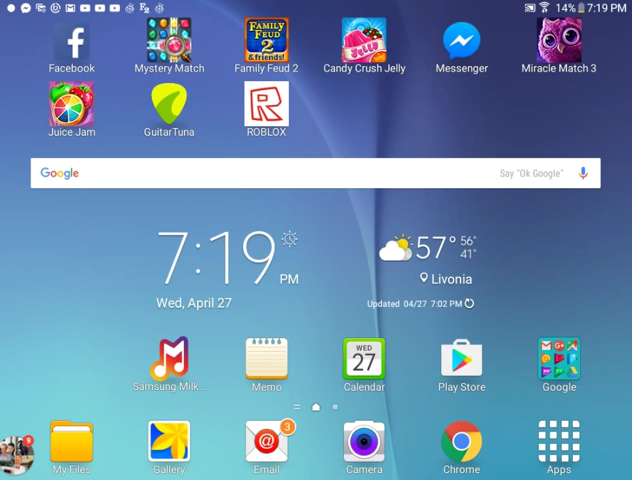 14% 7:19 PM
Facebook Mystery Match Family Feud 2 Candy Crush Jelly Messenger Miracle Match 3
FAMILY FEUD 2 & friends!
JELLY
Juice Jam GuitarTuna ROBLOX
Google Say "Ok Google"
7:19 PM
Wed, April 27
57° 56° 41°
Livonia
Updated 04/27 7:02 PM
WED 27
Samsung Milk... Memo Calendar Play Store Google
9
3
My Files Gallery Email Camera Chrome Apps